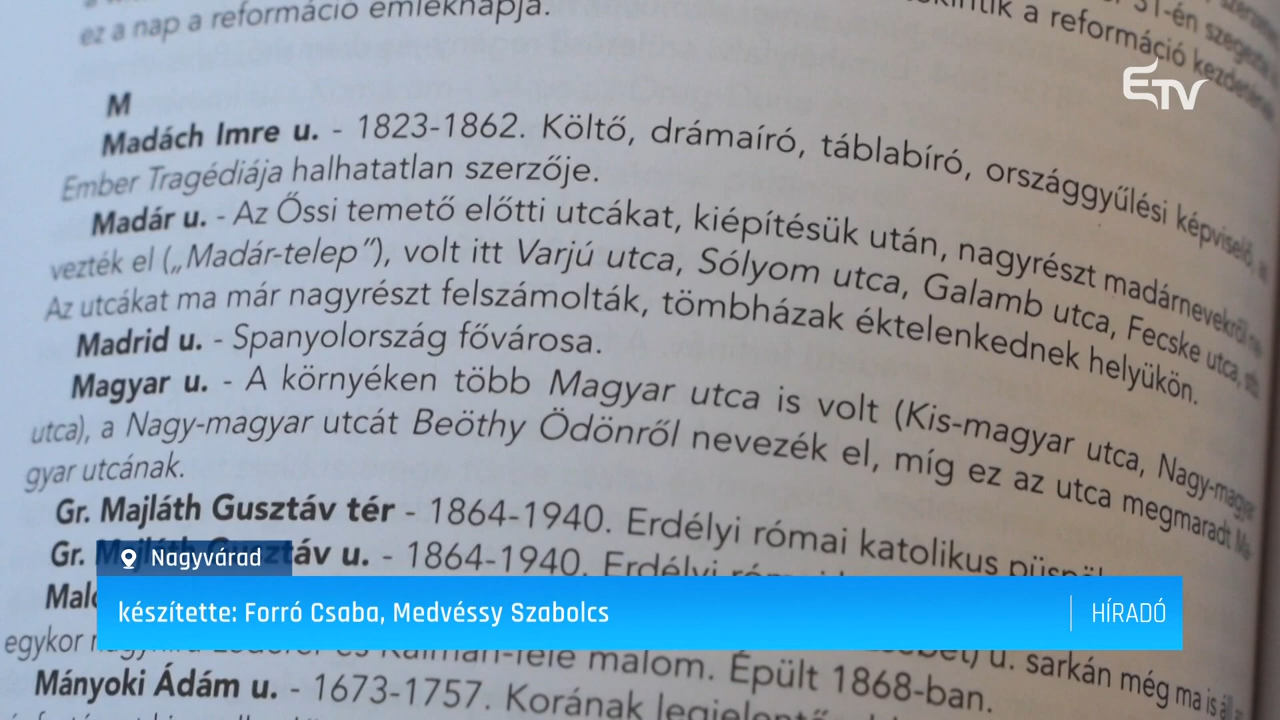 ez a nap a reformáció emléknapja.
31-én
a reformáció
ETV
M
Madách Imre u. - 1823-1862. Költő, drámaíró, táblabíró, országgyűlési képviselő, az
Ember Tragédiája halhatatlan szerzője.
Madár u. - Az Őssi temető előtti utcákat, kiépítésük után, nagyrészt madárnevekről
vezték el („Madár-telep”), volt itt Varjú utca, Sólyom utca, Galamb utca, Fecske utca, stb.
Az utcákat ma már nagyrészt felszámolták, tömbházak éktelenkednek helyükön.
Madrid u. - Spanyolország fővárosa.
Magyar u. - A környéken több Magyar utca is volt (Kis-magyar utca, Nagy-magyar
utca), a Nagy-magyar utcát Beöthy Ödönről nevezék el, míg ez az utca megmaradt Ma-
gyar utcának.
Gr. Majláth Gusztáv tér - 1864-1940. Erdélyi római katolikus
Gr. Majláth Gusztáv u. - 1864-1940. Erdélyi
Nagyvárad
készítette: Forró Csaba, Medvéssy Szabolcs
HÍRADÓ
egykor
malom. Épült 1868-ban.
u. sarkán még ma is
Mányoki Ádám u. - 1673-1757. Korának